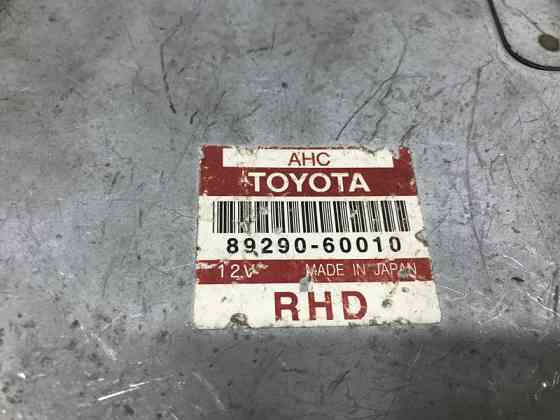 AHC
TOYOTA
89290-60010
12V MADE IN JAPAN
RHD